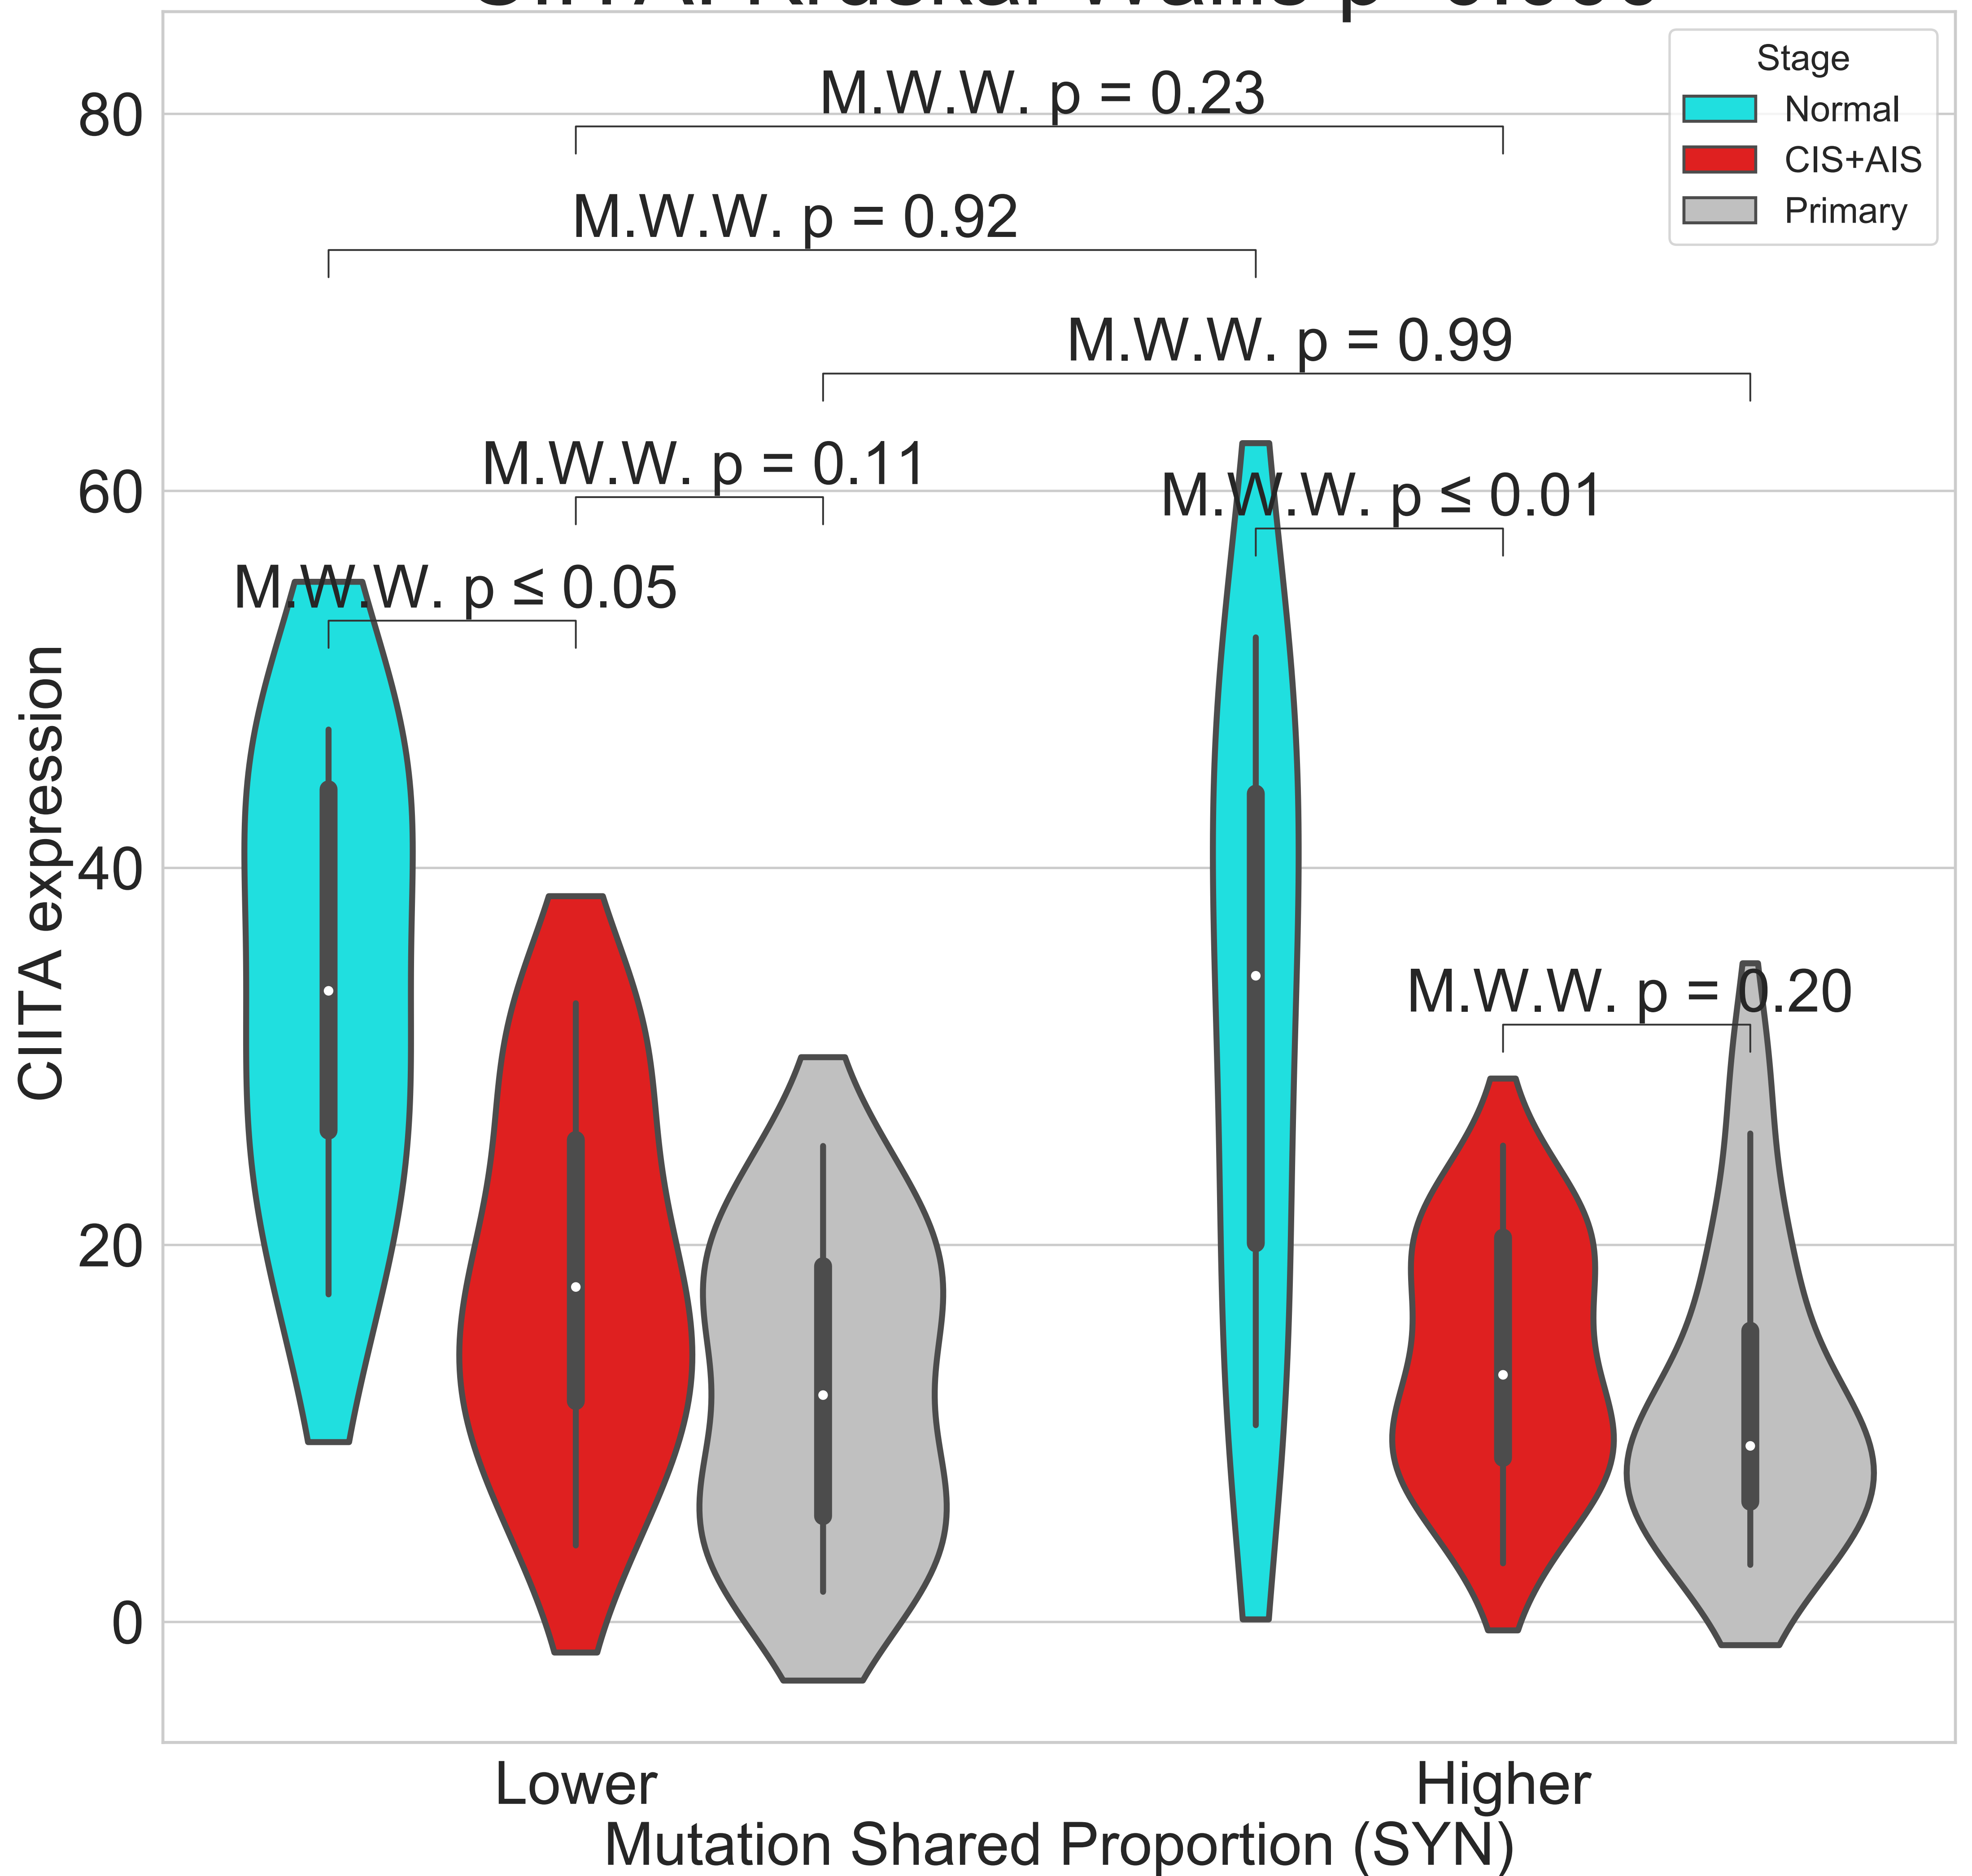 Stage
Normal
CIS+AIS
Primary
M.W.W. p = 0.23
M.W.W. p = 0.92
M.W.W. p = 0.99
M.W.W. p = 0.11
M.W.W. p ≤ 0.01
M.W.W. p ≤ 0.05
M.W.W. p = 0.20
80
60
40
20
0
CIITA expression
Lower
Higher
Mutation Shared Proportion (SYN)